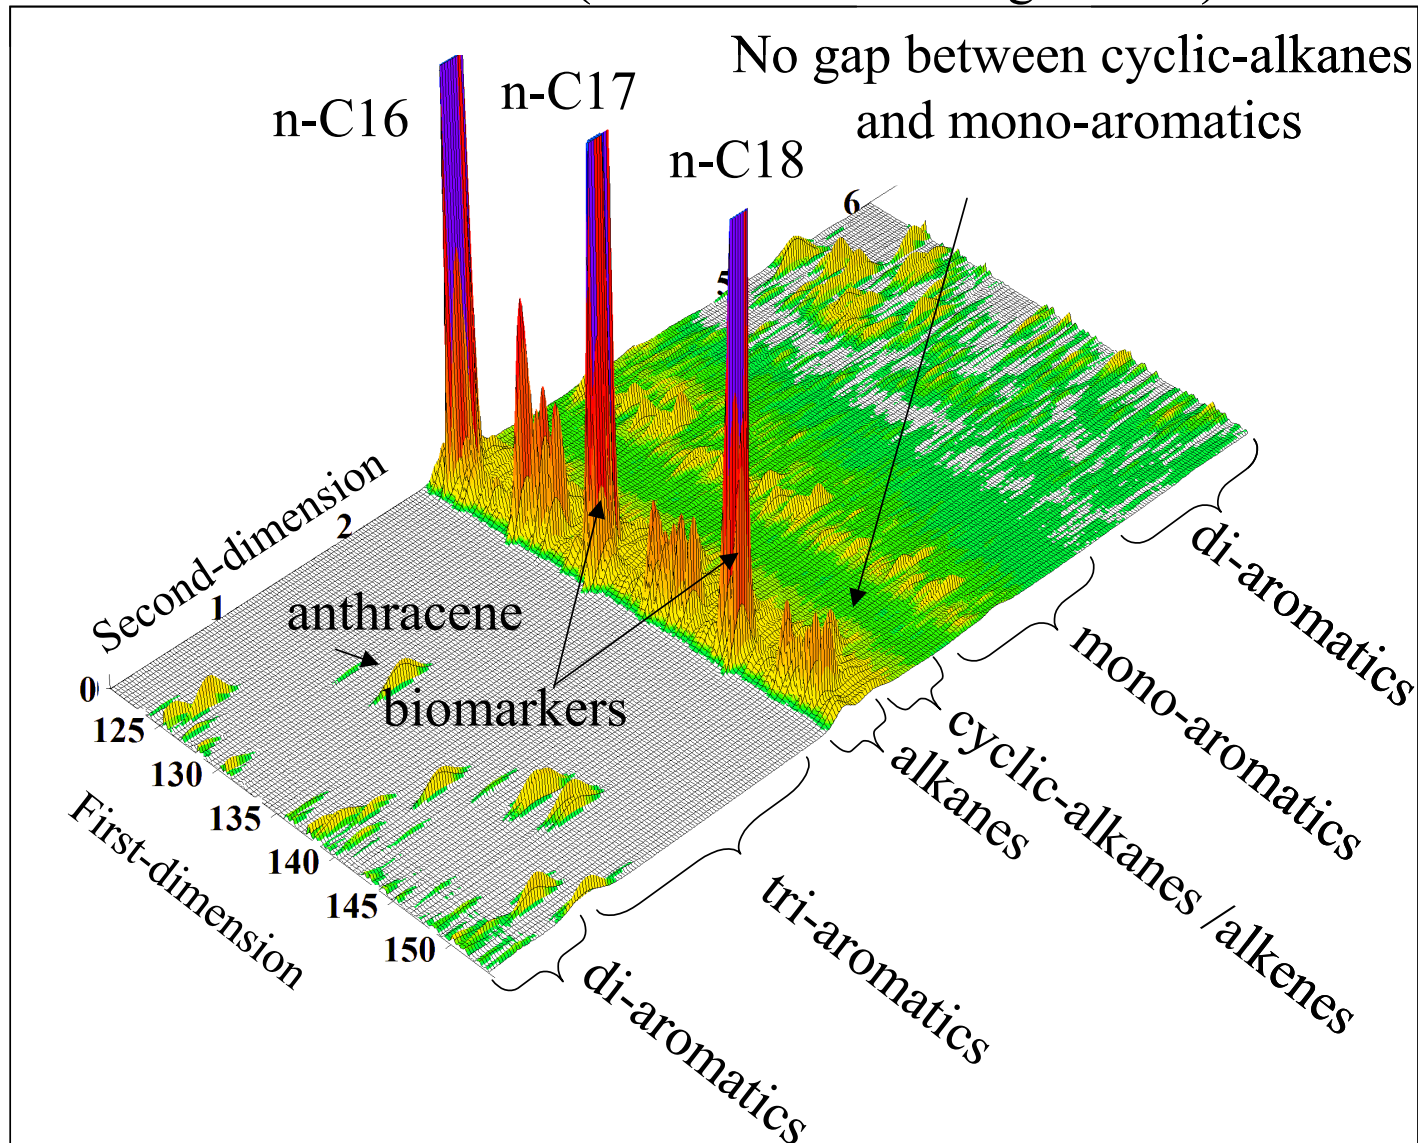 No gap between cyclic-alkanes
and mono-aromatics
n-C16
n-C17
n-C18
6
5
2
1
0
Second-dimension
anthracene
biomarkers
125
130
135
140
145
150
First-dimension
di-aromatics
mono-aromatics
cyclic-alkanes /alkenes
alkanes
tri-aromatics
di-aromatics